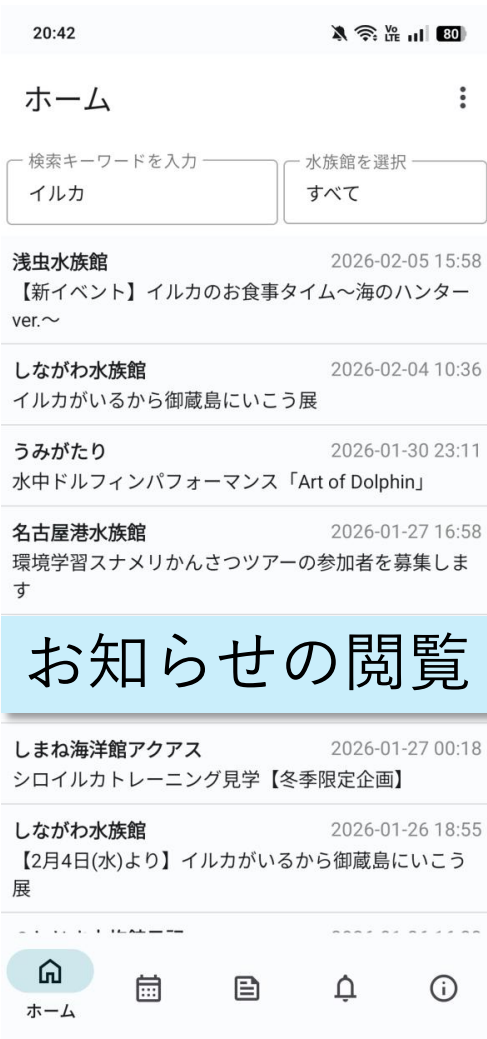 20:42
Vo LTE 80
ホーム
検索キーワードを入力
水族館を選択
イルカ
すべて
浅虫水族館
2026-02-05 15:58
【新イベント】イルカのお食事タイム～海のハンター
ver.～
しながわ水族館
2026-02-04 10:36
イルカがいるから御蔵島にいこう展
うみがたり
2026-01-30 23:11
水中ドルフィンパフォーマンス「Art of Dolphin」
名古屋港水族館
2026-01-27 16:58
環境学習スナメリかんさつツアーの参加者を募集しま
す
お知らせの閲覧
しまね海洋館アクアス
2026-01-27 00:18
シロイルカトレーニング見学【冬季限定企画】
しながわ水族館
2026-01-26 18:55
【2月4日(水)より】イルカがいるから御蔵島にいこう
展
ホーム